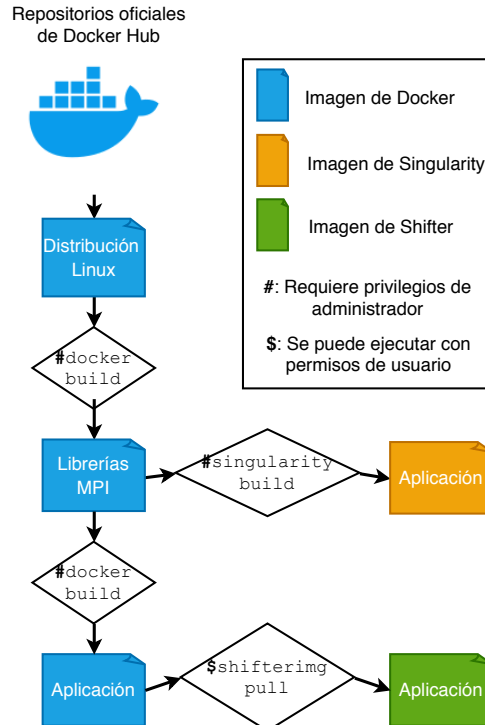 Repositorios oficiales
de Docker Hub
Imagen de Docker
Imagen de Singularity
Imagen de Shifter
#: Requiere privilegios de
administrador
$: Se puede ejecutar con
permisos de usuario
Distribución
Linux
#docker
build
Librerías
MPI
#singularity
build
Aplicación
#docker
build
Aplicación
$shifterimg
pull
Aplicación